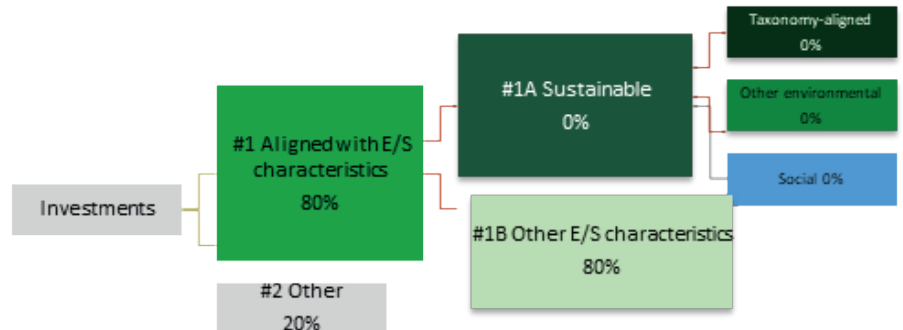 Investments
#1 Aligned with E/S
characteristics
80%
#2 Other
20%
#1A Sustainable
0%
#1B Other E/S characteristics
80%
Taxonomy-aligned
0%
Other environmental
0%
Social 0%